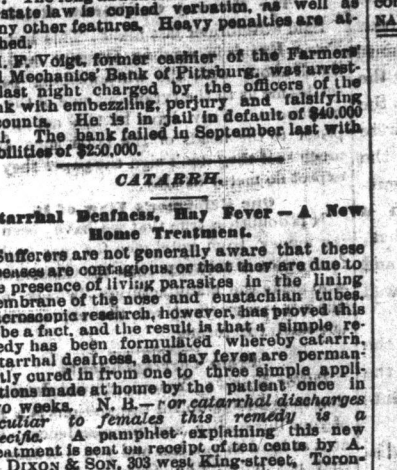 state law is copied verbatim, as well as
ny other features. Heavy penalties are at-
hed.
. F. Voigt, former cashier of the Farmers'
l Mechanics' Bank of Pittsburg, was arrest-
last night charged by the officers of the
nk with embezzling, perjury and falsifying
counts. He is in jail in default of $40,000
l. The bank failed in September last with
bilities of $250,000.
CATARRH.
tarrhal Deafness, Hay Fever—A New
Home Treatment.
Sufferers are not generally aware that these
eases are contagious, or that they are due to
e presence of living parasites in the lining
embrane of the nose and eustachian tubes.
croscopic research, however, has proved this
be a fact, and the result is that a simple re-
edy has been formulated whereby catarrh,
tarrhal deafness, and hay fever are perman-
tly cured in from one to three simple appli-
tions made at home by the patient once in
o weeks. N. B.—For catarrhal discharges
culiar to females this remedy is a
ecific. A pamphlet explaining this new
eatment is sent on receipt of ten cents by A.
DIXON & SON, 303 west King-street, Toron-
NA